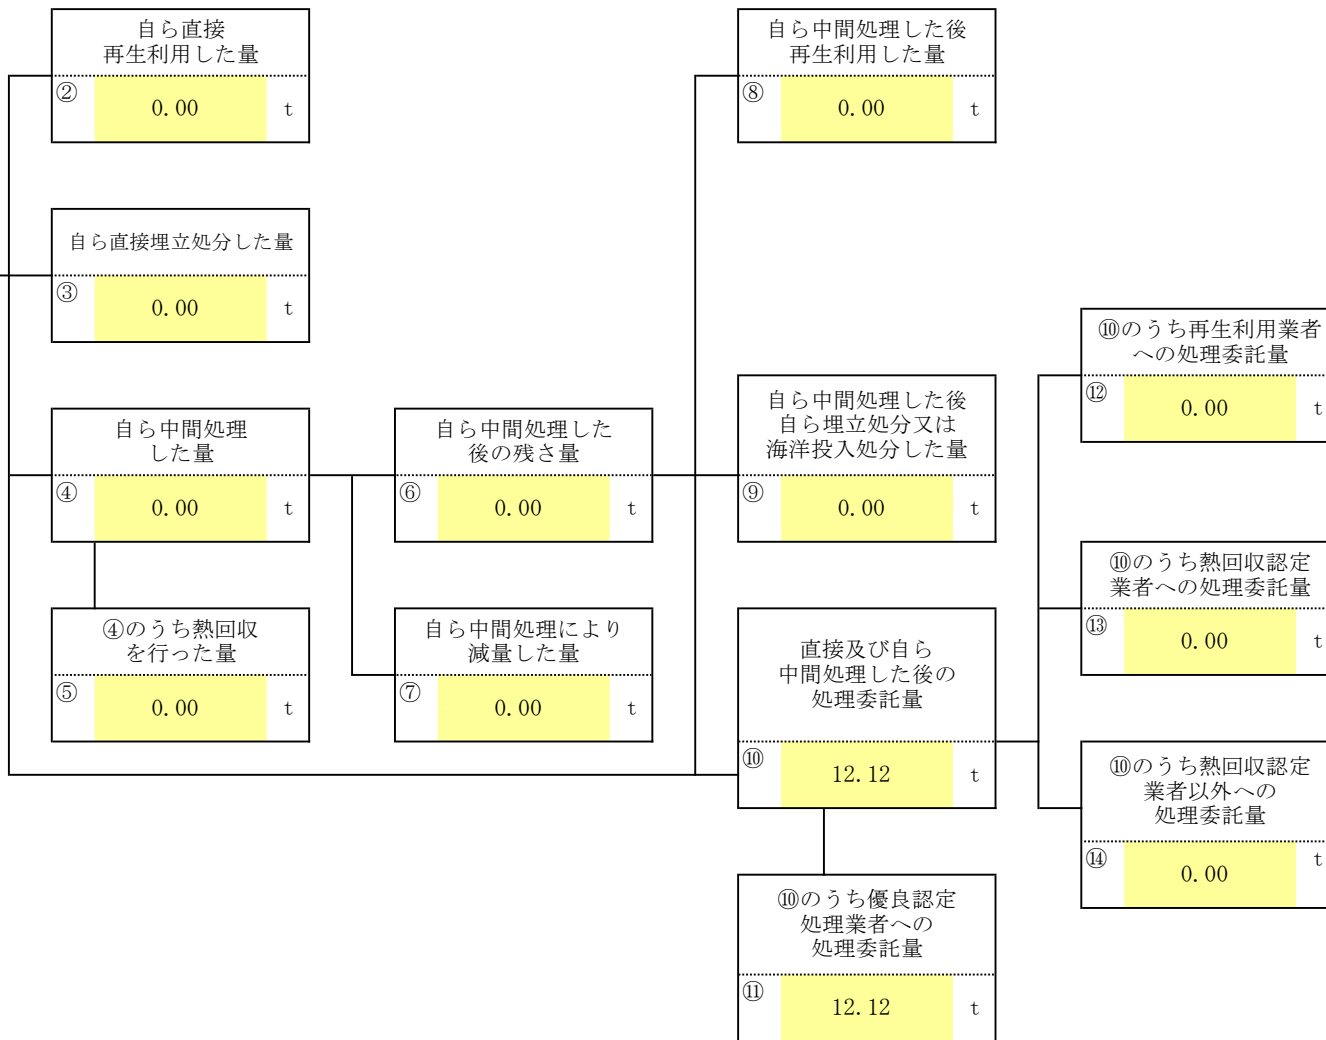 自ら直接
再生利用した量
②
0.00
t
自ら中間処理した後
再生利用した量
⑧
0.00
t
自ら直接埋立処分した量
③
0.00
t
⑩のうち再生利用業者
への処理委託量
⑫
0.00
t
自ら中間処理
した量
④
0.00
t
自ら中間処理した
後の残さ量
⑥
0.00
t
自ら中間処理した後
自ら埋立処分又は
海洋投入処分した量
⑨
0.00
t
⑩のうち熱回収認定
業者への処理委託量
⑬
0.00
t
④のうち熱回収
を行った量
⑤
0.00
t
自ら中間処理により
減量した量
⑦
0.00
t
直接及び自ら
中間処理した後の
処理委託量
⑩
12.12
t
⑩のうち熱回収認定
業者以外への
処理委託量
⑭
0.00
t
⑩のうち優良認定
処理業者への
処理委託量
⑪
12.12
t